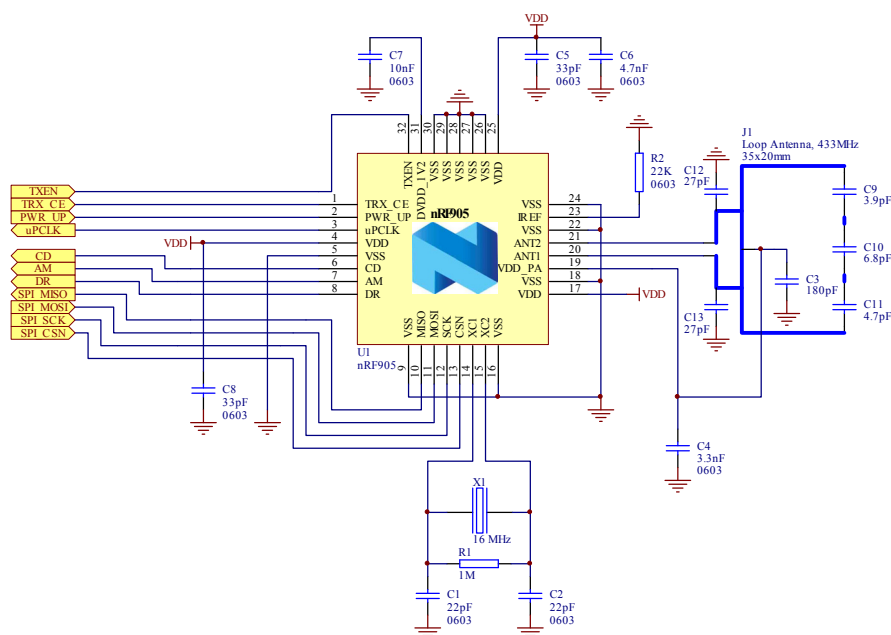 VDD
C7
10nF
0603
C5
33pF
0603
C6
4.7nF
0603
32
31
30
29
28
27
26
25
TXEN
DVDD_1V2
VSS
VSS
VSS
VSS
VSS
VDD
R2
22K
0603
J1
Loop Antenna, 433MHz
35x20mm
C12
27pF
C9
3.9pF
C10
6.8pF
C11
4.7pF
C3
180pF
C13
27pF
TXEN
TRX_CE
PWR_UP
uPCLK
CD
AM
DR
SPI_MISO
SPI_MOSI
SPI_SCK
SPI_CSN
VDD
1
2
3
4
5
6
7
8
TRX_CE
PWR_UP
uPCLK
VDD
VSS
CD
AM
DR
nRF905
VSS
IREF
VSS
ANT2
ANT1
VDD_PA
VSS
VDD
24
23
22
21
20
19
18
17
VDD
VSS
MISO
MOSI
SCK
CSN
XC1
XC2
VSS
U1
nRF905
9
10
11
12
13
14
15
16
C8
33pF
0603
C4
3.3nF
0603
X1
16 MHz
R1
1M
C1
22pF
0603
C2
22pF
0603